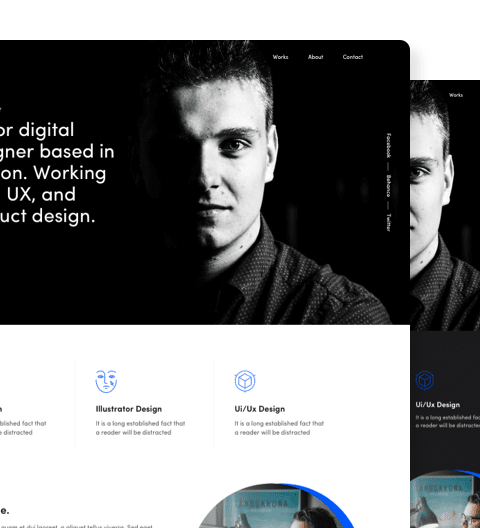 Works About Contact
Works
or digital
gner based in
on. Working
UX, and
uct design.
Facebook — Behance — Twitter
Illustrator Design
Ui/Ux Design
Ui/Ux Design
blished fact that
e distracted
It is a long established fact that
a reader will be distracted
It is a long established fact that
a reader will be distracted
It is a long established
a reader will be distra
e.